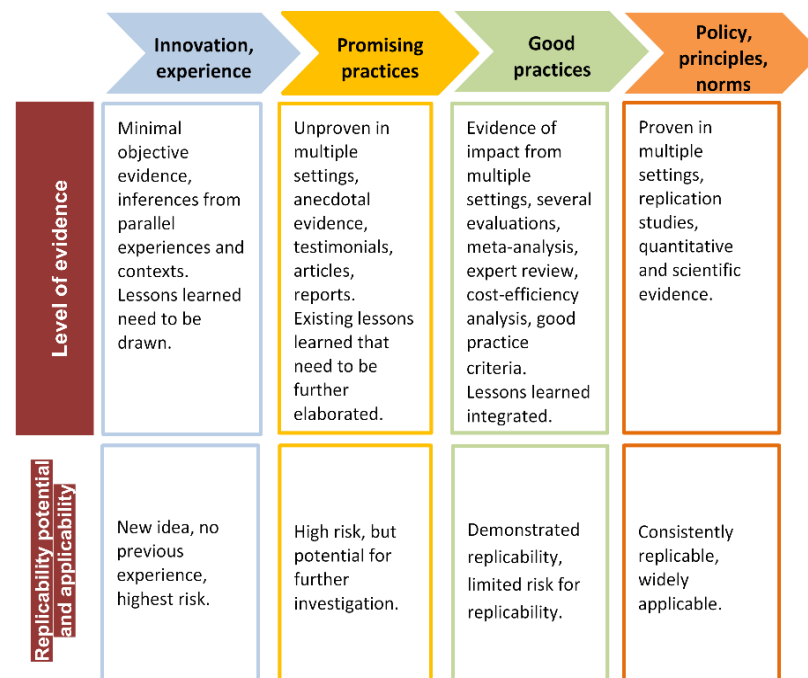 Innovation,
experience
Promising
practices
Good
practices
Policy,
principles,
norms
Level of evidence
Minimal
objective
evidence,
inferences from
parallel
experiences and
contexts.
Lessons learned
need to be
drawn.
Unproven in
multiple
settings,
anecdotal
evidence,
testimonials,
articles,
reports.
Existing lessons
learned that
need to be
further
elaborated.
Evidence of
impact from
multiple
settings, several
evaluations,
meta-analysis,
expert review,
cost-efficiency
analysis, good
practice
criteria.
Lessons learned
integrated.
Proven in
multiple
settings,
replication
studies,
quantitative
and scientific
evidence.
Replicability potential
and applicability
New idea, no
previous
experience,
highest risk.
High risk, but
potential for
further
investigation.
Demonstrated
replicability,
limited risk for
replicability.
Consistently
replicable,
widely
applicable.